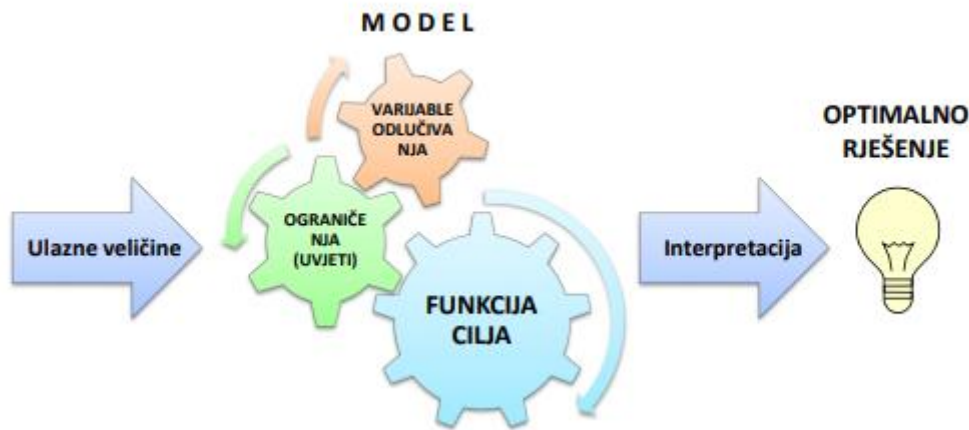 M O D E L
VARIJABLE
ODLUČIVA
NJA
OPTIMALNO
RJEŠENJE
Ulazne veličine
OGRANIČE
NJA
(UVJETI)
Interpretacija
FUNKCIJA
CILJA